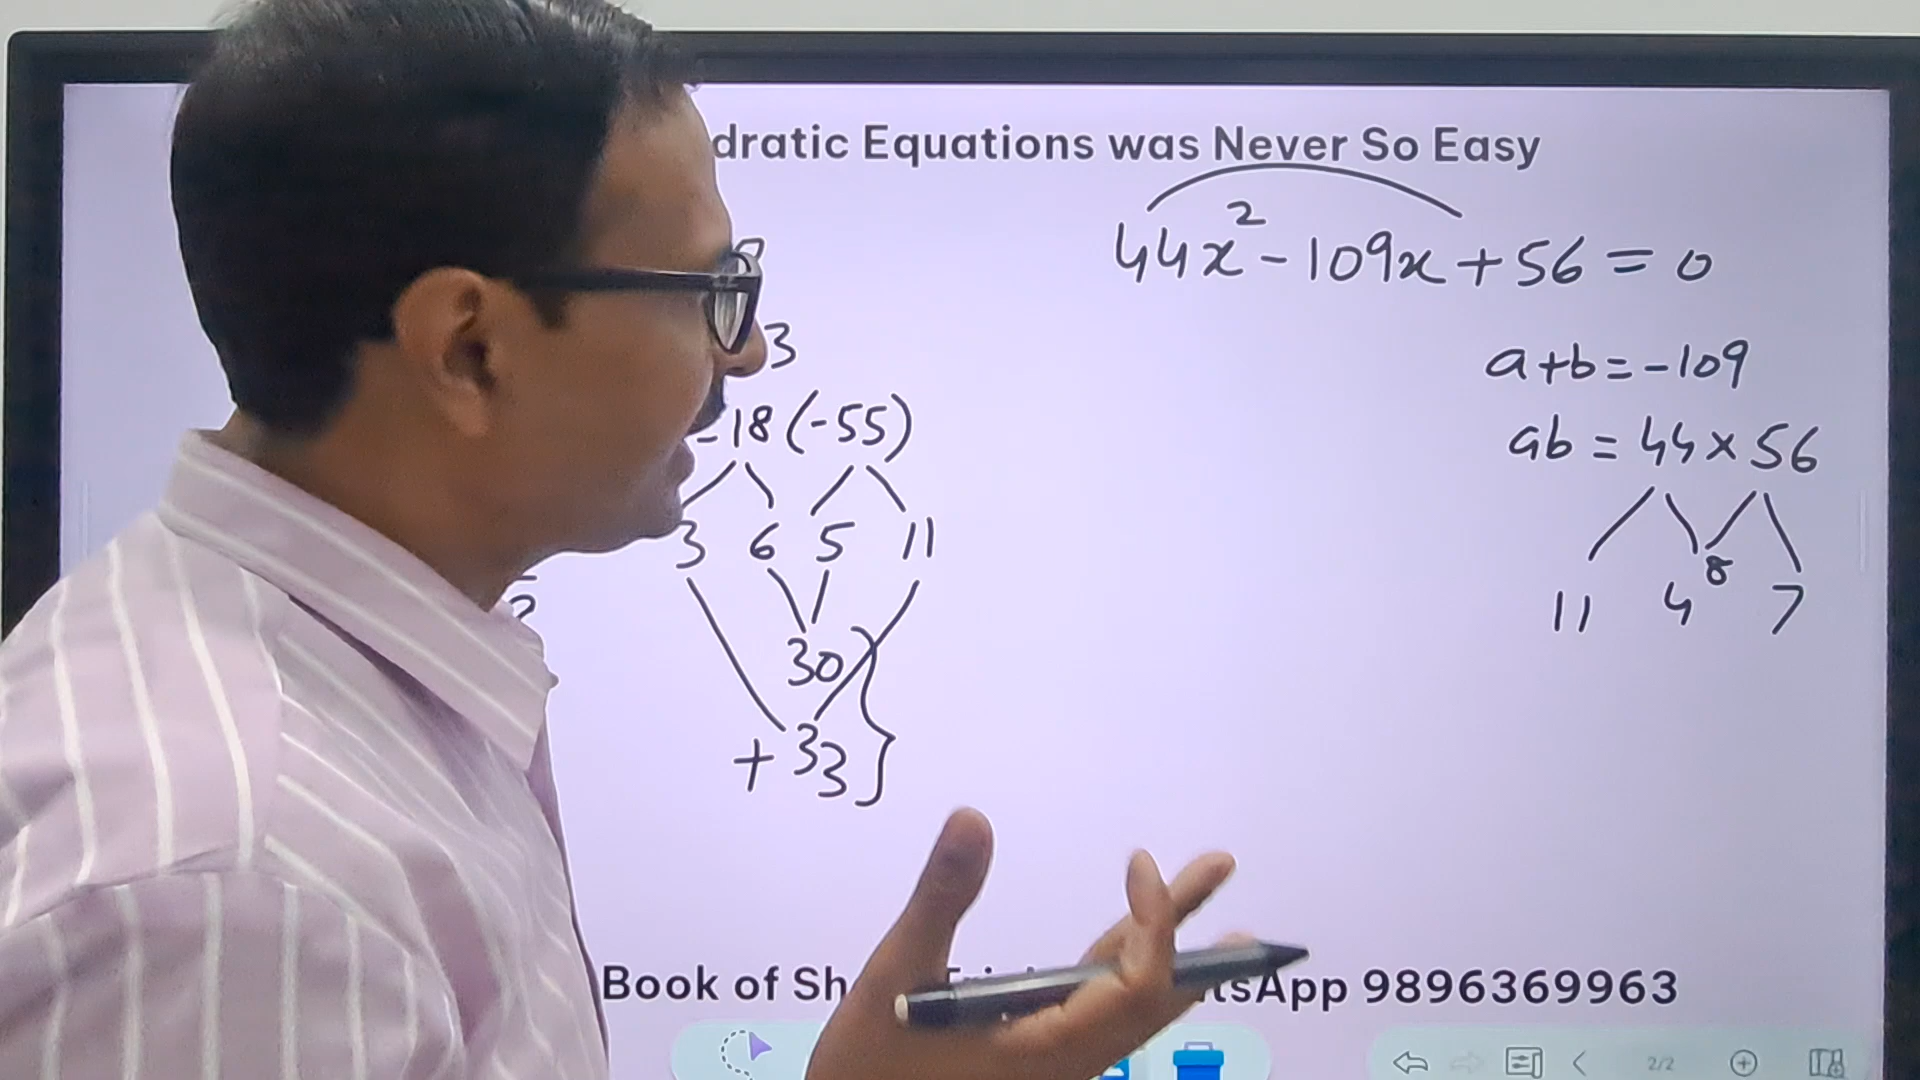 dratic Equations was Never So Easy
44x² - 109x + 56 = 0
3
a+b = -109
-18 (-55)
ab = 44 × 56
3 6 5 11
8
11 4 7
2
30
+ 33
Book of Sh tsApp 9896369963
2/2